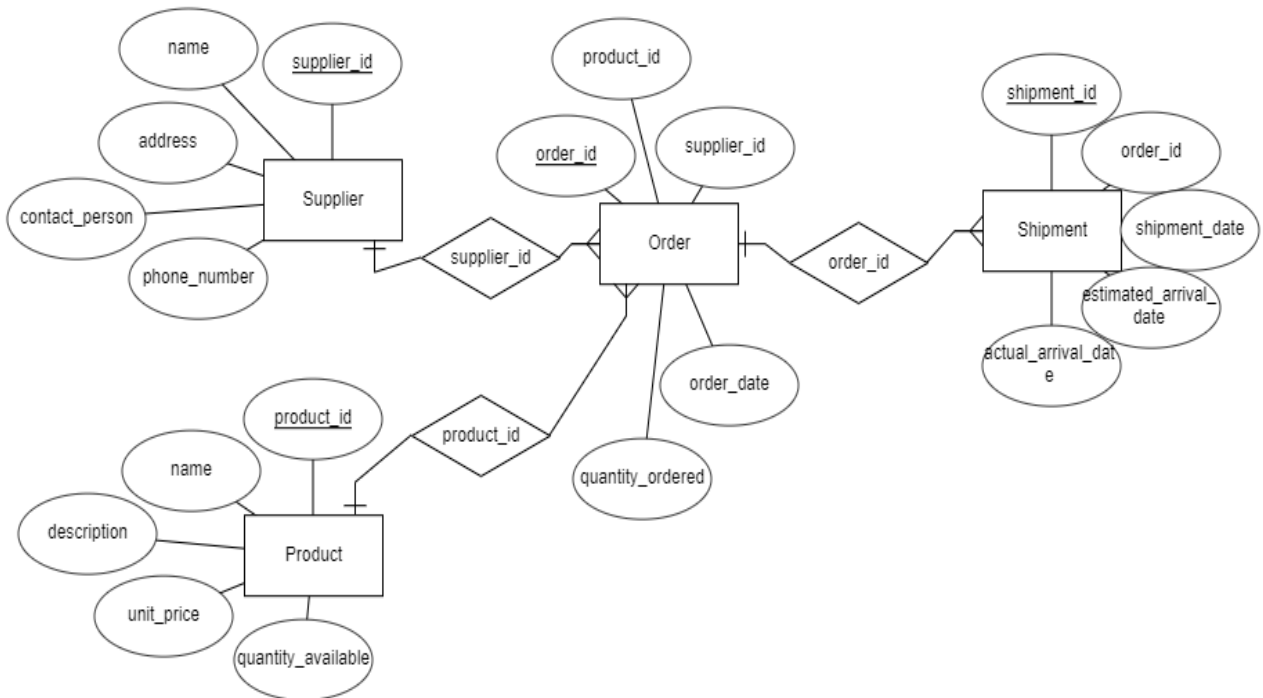 name
supplier_id
address
contact_person
phone_number
Supplier
supplier_id
product_id
order_id
supplier_id
Order
order_date
quantity_ordered
order_id
shipment_id
order_id
shipment_date
estimated_arrival_
date
actual_arrival_dat
e
Shipment
product_id
product_id
name
description
unit_price
quantity_available
Product